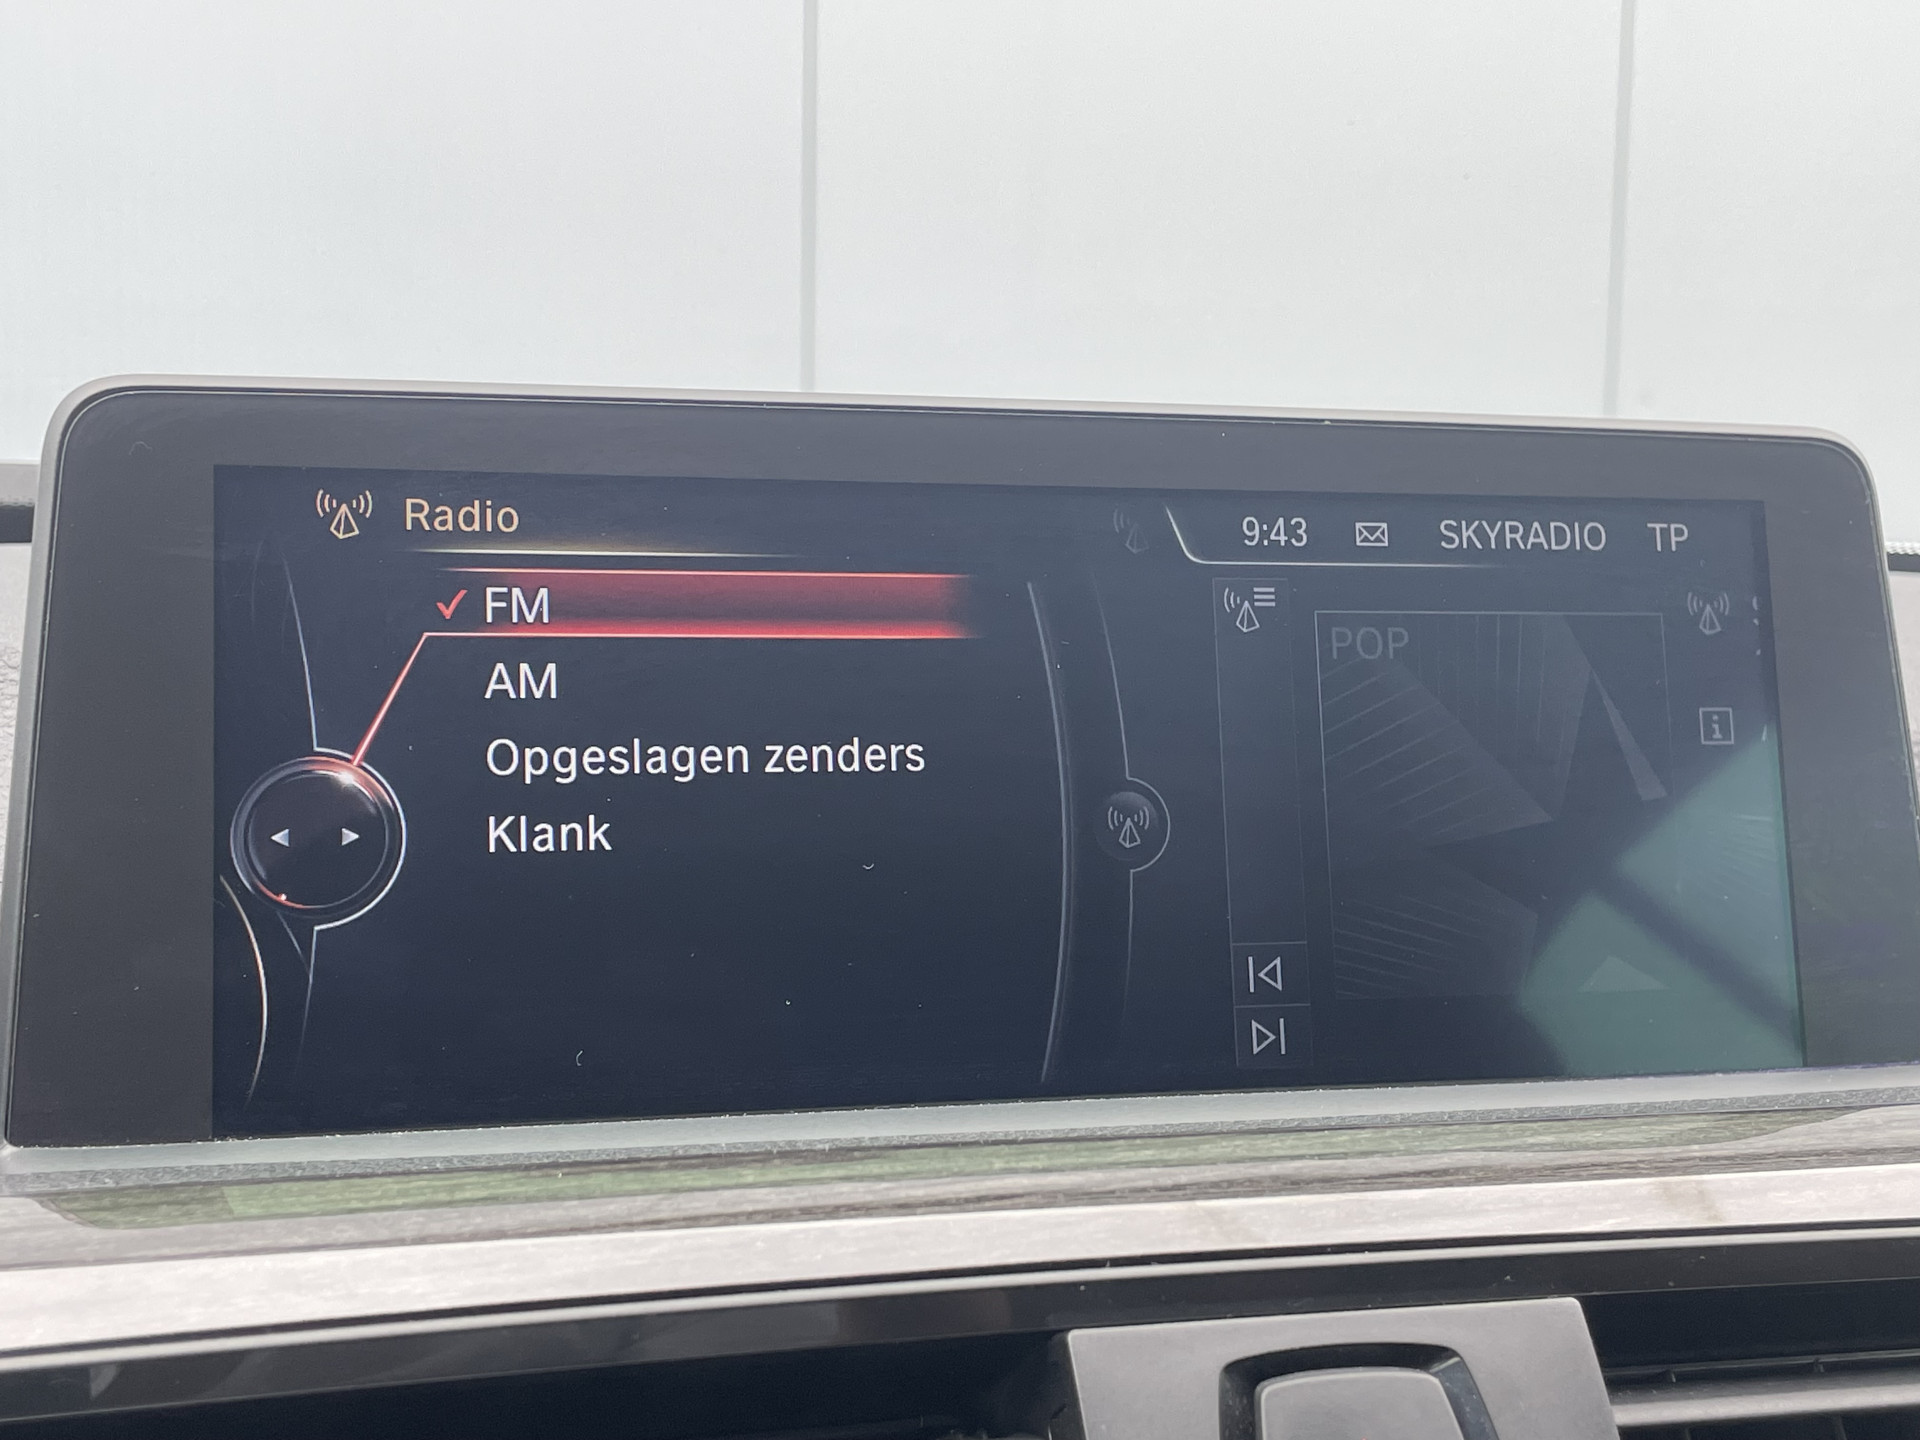 Radio
9:43 SKYRADIO TP
FM
AM
Opgeslagen zenders
Klank
POP